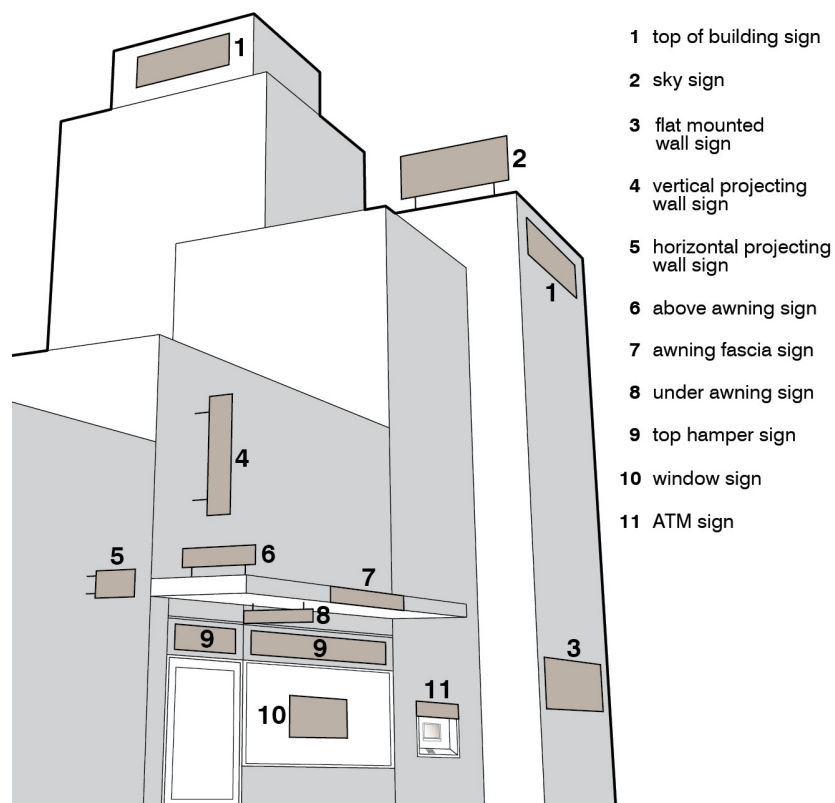 1
2
1
4
5
6
7
8
9
9
3
10
11
1 top of building sign
2 sky sign
3 flat mounted
wall sign
4 vertical projecting
wall sign
5 horizontal projecting
wall sign
6 above awning sign
7 awning fascia sign
8 under awning sign
9 top hamper sign
10 window sign
11 ATM sign